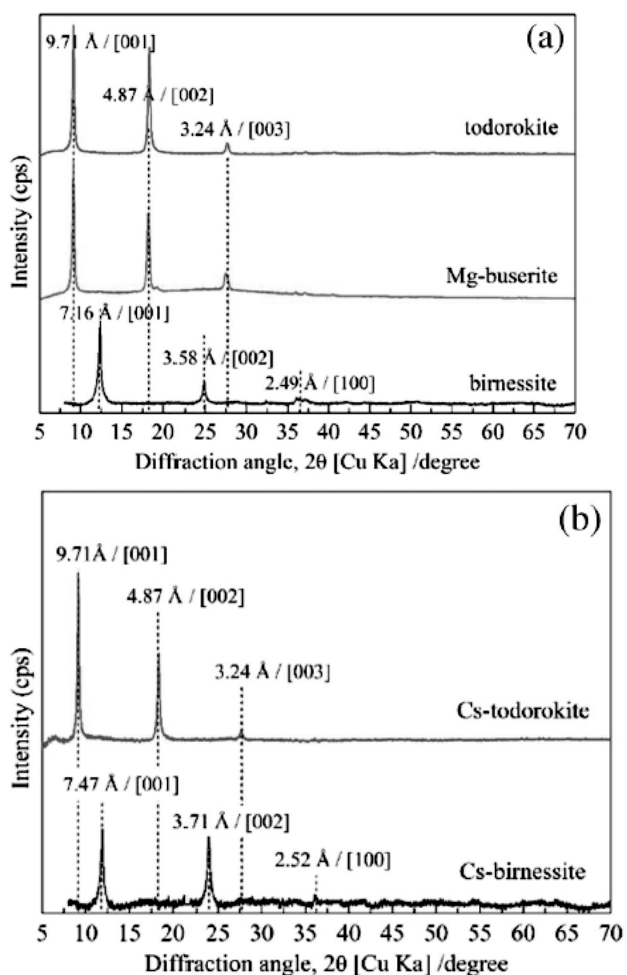 (a)
9.71 Å / [001]
4.87 Å / [002]
3.24 Å / [003]
todorokite
Mg-buserite
7.16 Å / [001]
3.58 Å / [002]
2.49 Å / [100]
birnessite
Intensity (cps)
5 10 15 20 25 30 35 40 45 50 55 60 65 70
Diffraction angle, 2θ [Cu Ka] /degree
(b)
9.71Å / [001]
4.87 Å / [002]
3.24 Å / [003]
Cs-todorokite
7.47 Å / [001]
3.71 Å / [002]
2.52 Å / [100]
Cs-birnessite
Intensity (cps)
5 10 15 20 25 30 35 40 45 50 55 60 65 70
Diffraction angle, 2θ [Cu Ka] /degree